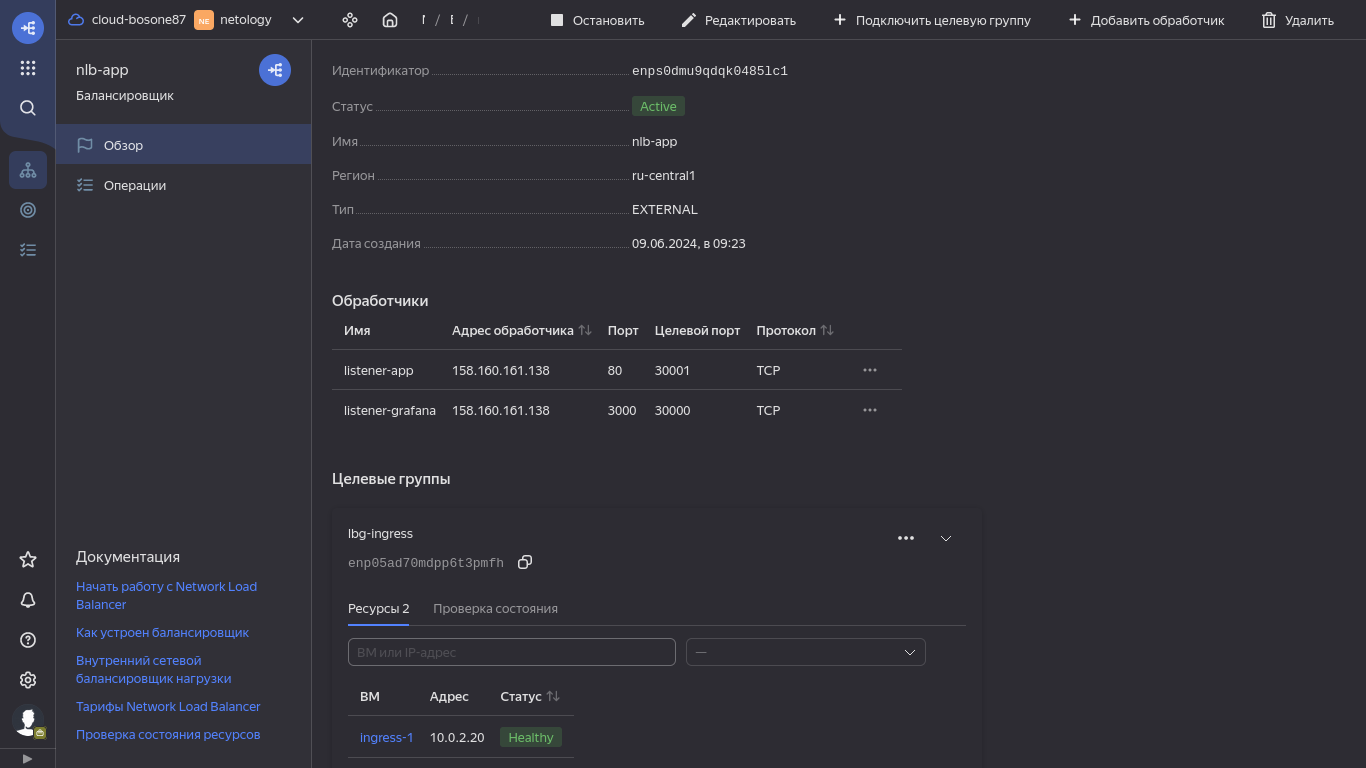 cloud-bosone87 NE netology / / Остановить Редактировать Подключить целевую группу Добавить обработчик Удалить
nlb-app
Балансировщик
Обзор
Операции
Документация
Начать работу с Network Load
Balancer
Как устроен балансировщик
Внутренний сетевой
балансировщик нагрузки
Тарифы Network Load Balancer
Проверка состояния ресурсов
Идентификатор enps0dmu9qdqk0485lc1
Статус Active
Имя nlb-app
Регион ru-central1
Тип EXTERNAL
Дата создания 09.06.2024, в 09:23
Обработчики
Имя Адрес обработчика Порт Целевой порт Протокол
listener-app 158.160.161.138 80 30001 TCP
listener-grafana 158.160.161.138 3000 30000 TCP
Целевые группы
lbg-ingress
enp05ad70mdpp6t3pmfh
Ресурсы 2 Проверка состояния
ВМ или IP-адрес —
ВМ Адрес Статус
ingress-1 10.0.2.20 Healthy